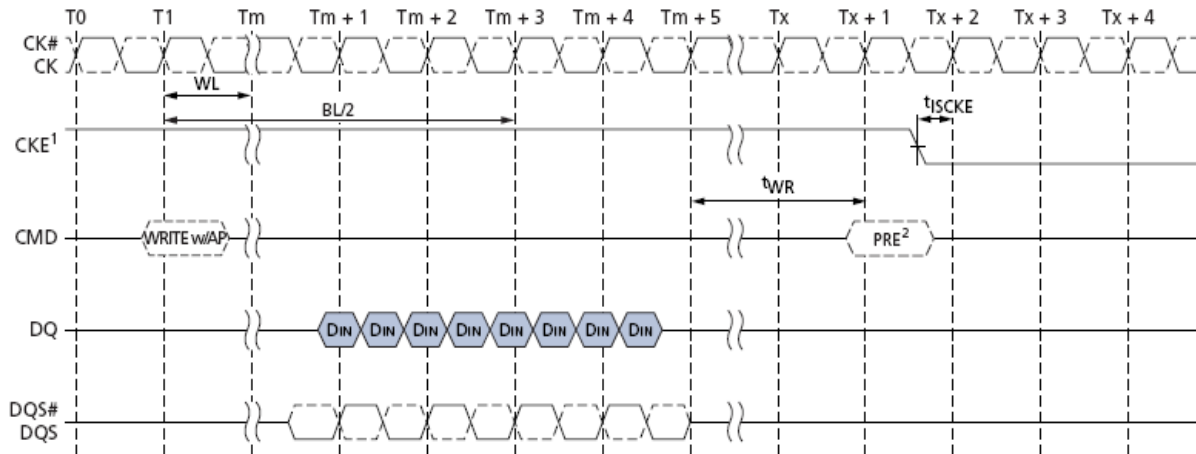 T0 T1 Tm Tm + 1 Tm + 2 Tm + 3 Tm + 4 Tm + 5 Tx Tx + 1 Tx + 2 Tx + 3 Tx + 4
CK#
CK
WL
BL/2
tISCKE
CKE1
tWR
CMD WRITE w/AP PRE2
DQ DIN DIN DIN DIN DIN DIN DIN DIN
DQS#
DQS